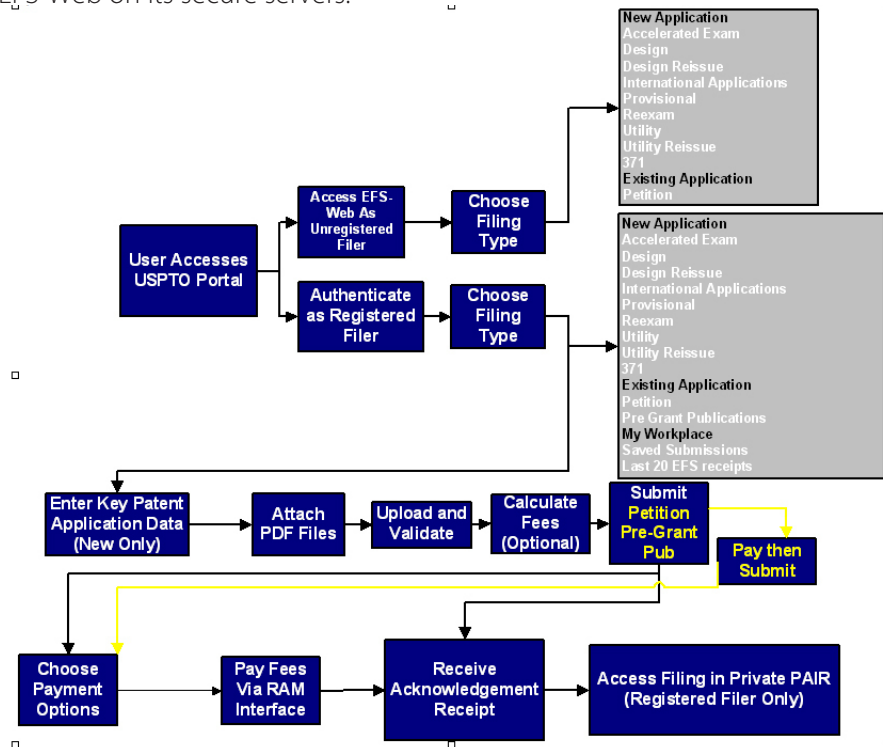 EFS-Web on its secure servers.
New Application
Accelerated Exam
Design
Design Reissue
International Applications
Provisional
Reexam
Utility
Utility Reissue
371
Existing Application
Petition
Access EFS-
Web As
Unregistered
Filer
Choose
Filing
Type
User Accesses
USPTO Portal
Authenticate
as Registered
Filer
Choose
Filing
Type
New Application
Accelerated Exam
Design
Design Reissue
International Applications
Provisional
Reexam
Utility
Utility Reissue
371
Existing Application
Petition
Pre Grant Publications
My Workplace
Saved Submissions
Last 20 EFS receipts
Enter Key Patent
Application Data
(New Only)
Attach
PDF Files
Upload and
Validate
Calculate
Fees
(Optional)
Submit
Petition
Pre-Grant
Pub
Pay then
Submit
Choose
Payment
Options
Pay Fees
Via RAM
Interface
Receive
Acknowledgement
Receipt
Access Filing in Private PAIR
(Registered Filer Only)